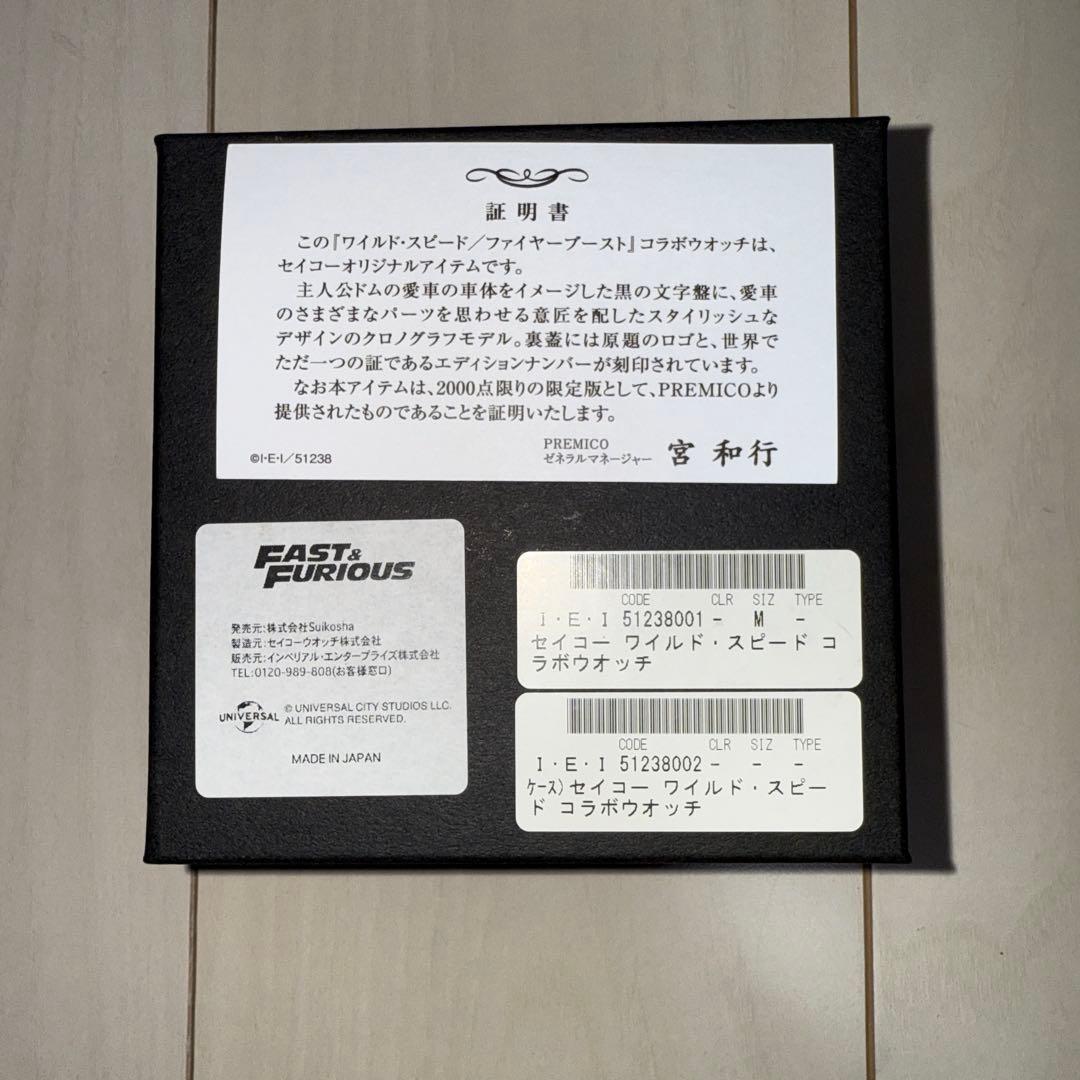 証明書
この『ワイルド・スピード／ファイヤーブースト』コラボウオッチは、
セイコーオリジナルアイテムです。
主人公ドムの愛車の車体をイメージした黒の文字盤に、愛車
のさまざまなパーツを思わせる意匠を配したスタイリッシュな
デザインのクロノグラフモデル。裏蓋には原題のロゴと、世界で
ただ一つの証であるエディションナンバーが刻印されています。
なお本アイテムは、2000点限りの限定版として、PREMICOより
提供されたものであることを証明いたします。
©I・E・I／51238
PREMICO
ゼネラルマネージャー 宮 和行
FAST &
FURIOUS
発売元:株式会社Suikosha
製造元:セイコーウオッチ株式会社
販売元:インペリアル・エンタープライズ株式会社
TEL:0120-989-808(お客様窓口)
UNIVERSAL
© UNIVERSAL CITY STUDIOS LLC.
ALL RIGHTS RESERVED.
MADE IN JAPAN
CODE CLR SIZ TYPE
I・E・I 51238001 - M -
セイコー ワイルド・スピード コ
ラボウオッチ
CODE CLR SIZ TYPE
I・E・I 51238002 - - -
ｹｰｽ)セイコー ワイルド・スピー
ド コラボウオッチ